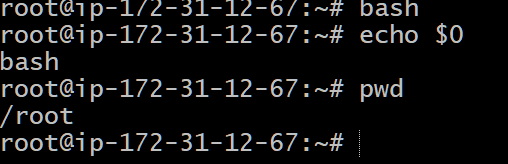 root@ip-172-31-12-67:~# bash
root@ip-172-31-12-67:~# echo $0
bash
root@ip-172-31-12-67:~# pwd
/root
root@ip-172-31-12-67:~#